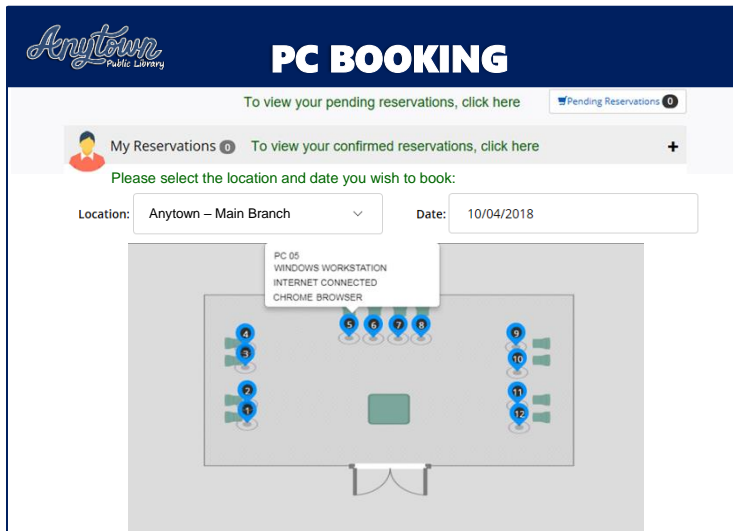 Anytown
Public Library
PC BOOKING
To view your pending reservations, click here
Pending Reservations 0
My Reservations 0 To view your confirmed reservations, click here +
Please select the location and date you wish to book:
Location: Anytown – Main Branch Date: 10/04/2018
PC 05
WINDOWS WORKSTATION
INTERNET CONNECTED
CHROME BROWSER
5 6 7 8
4 9
3 10
2 11
1 12